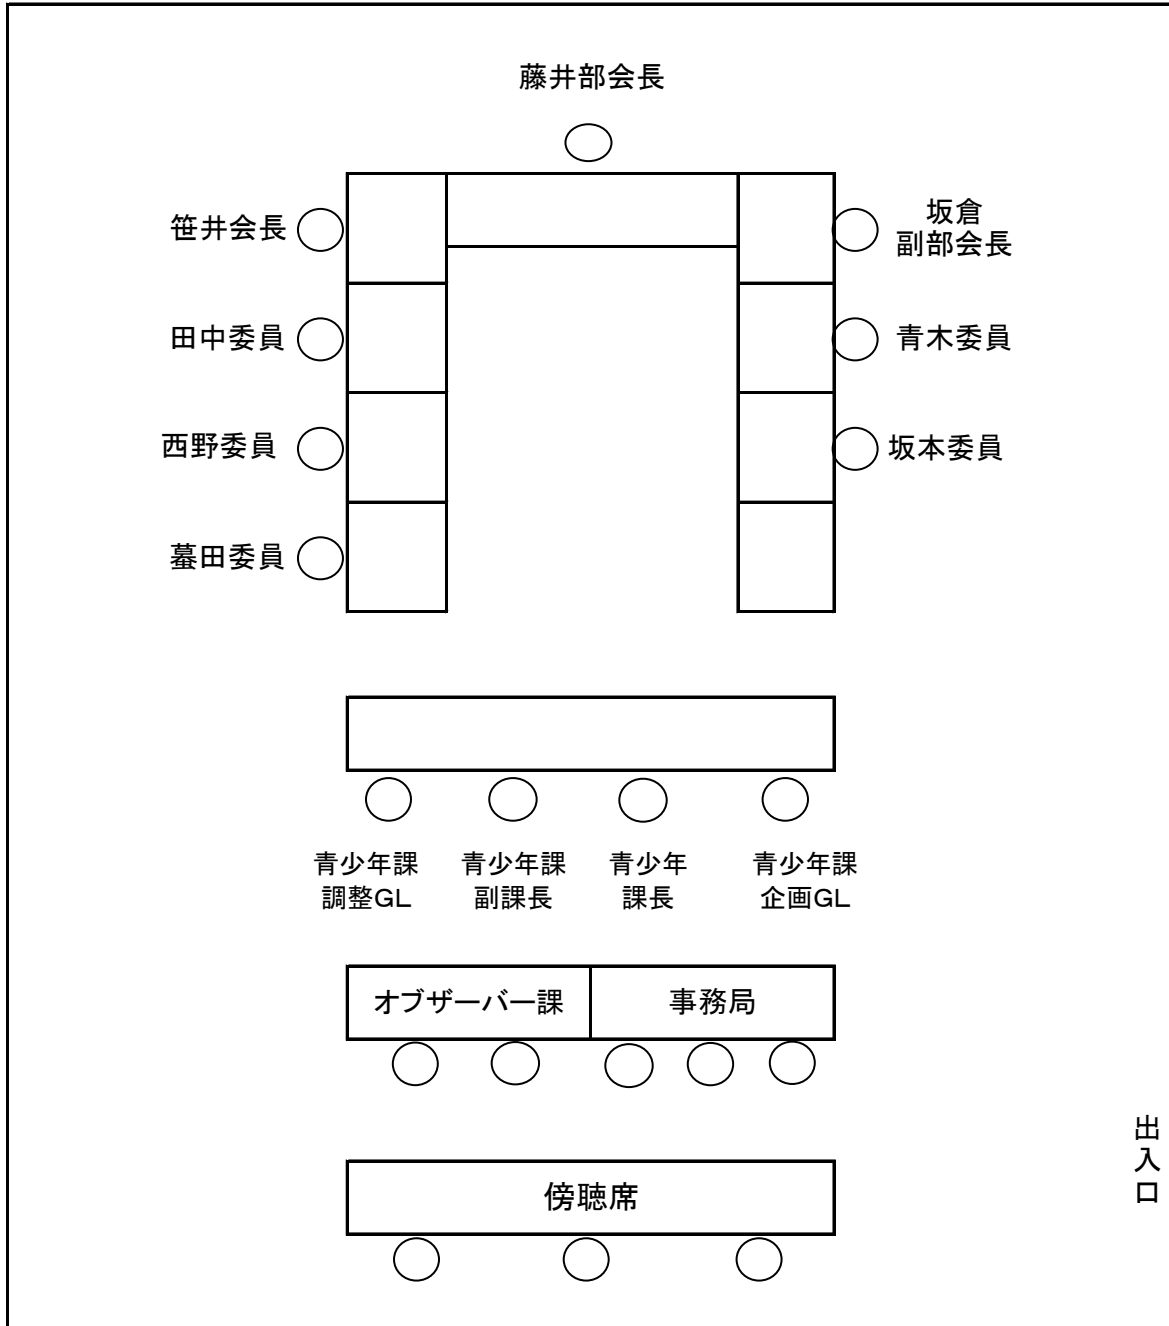 藤井部会長
笹井会長
坂倉
副部会長
田中委員
青木委員
西野委員
坂本委員
蟇田委員
青少年課
調整GL
青少年課
副課長
青少年
課長
青少年課
企画GL
オブザーバー課
事務局
出入口
傍聴席